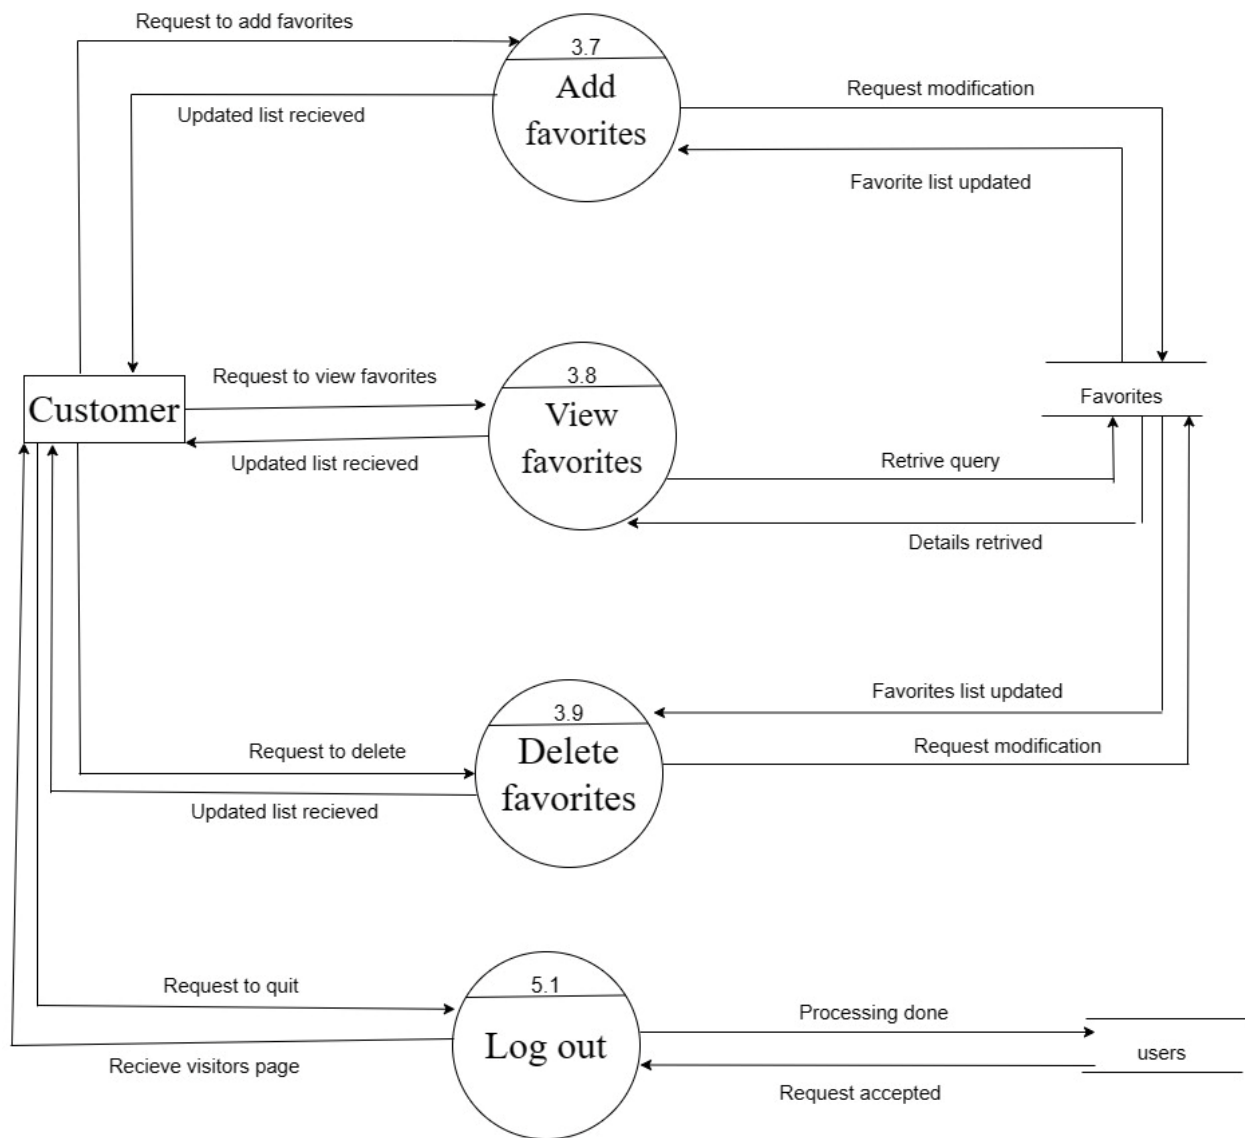 Request to add favorites
3.7
Add
favorites
Request modification
Updated list recieved
Favorite list updated
Request to view favorites
3.8
View
favorites
Customer
Favorites
Updated list recieved
Retrive query
Details retrived
3.9
Delete
favorites
Favorites list updated
Request to delete
Request modification
Updated list recieved
5.1
Log out
Request to quit
Processing done
users
Recieve visitors page
Request accepted